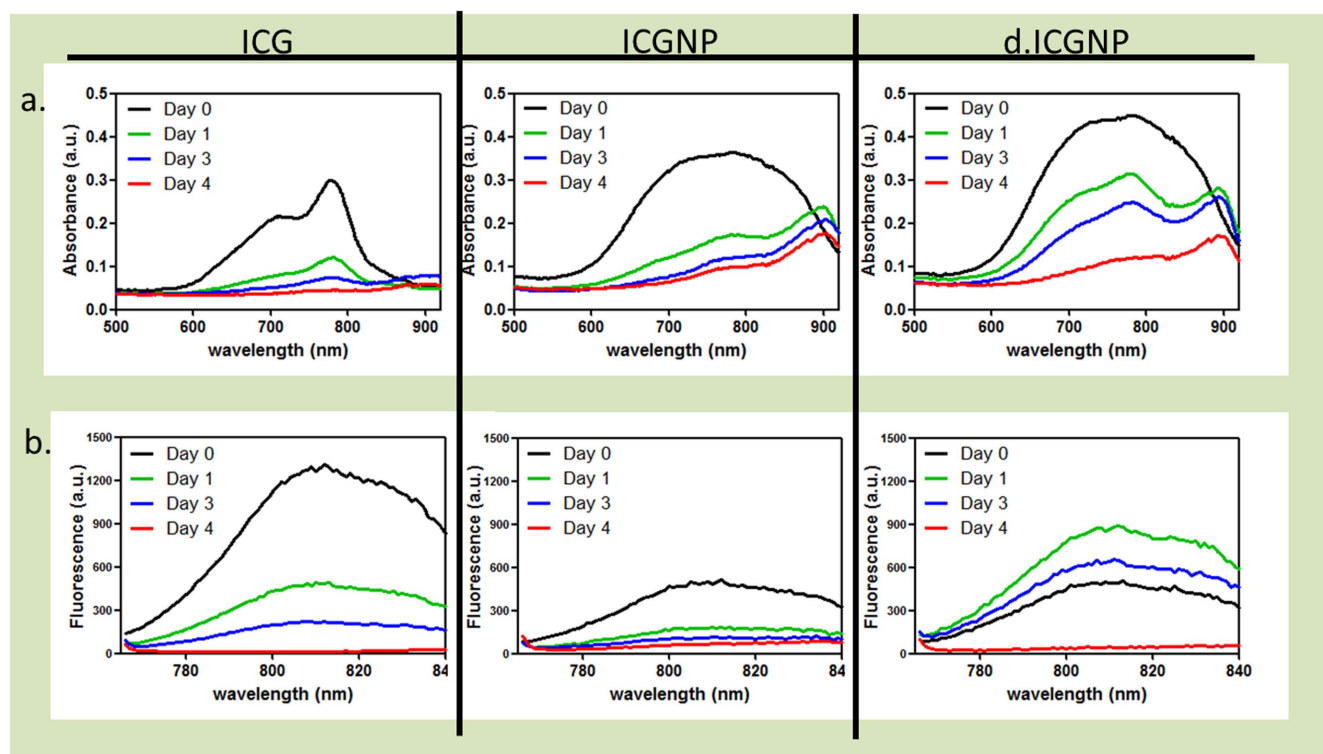 ICG ICGNP d.ICGNP
a.
0.5
0.4
0.3
0.2
0.1
0.0
Absorbance (a.u.)
Day 0
Day 1
Day 3
Day 4
500 600 700 800 900
wavelength (nm)
0.5
0.4
0.3
0.2
0.1
0.0
Absorbance (a.u.)
Day 0
Day 1
Day 3
Day 4
500 600 700 800 900
wavelength (nm)
0.5
0.4
0.3
0.2
0.1
0.0
Absorbance (a.u.)
Day 0
Day 1
Day 3
Day 4
500 600 700 800 900
wavelength (nm)
b.
1500
1200
900
600
300
0
Fluorescence (a.u.)
Day 0
Day 1
Day 3
Day 4
780 800 820 84
wavelength (nm)
1500
1200
900
600
300
0
Fluorescence (a.u.)
Day 0
Day 1
Day 3
Day 4
780 800 820 84
wavelength (nm)
1500
1200
900
600
300
0
Fluorescence (a.u.)
Day 0
Day 1
Day 3
Day 4
780 800 820 840
wavelength (nm)